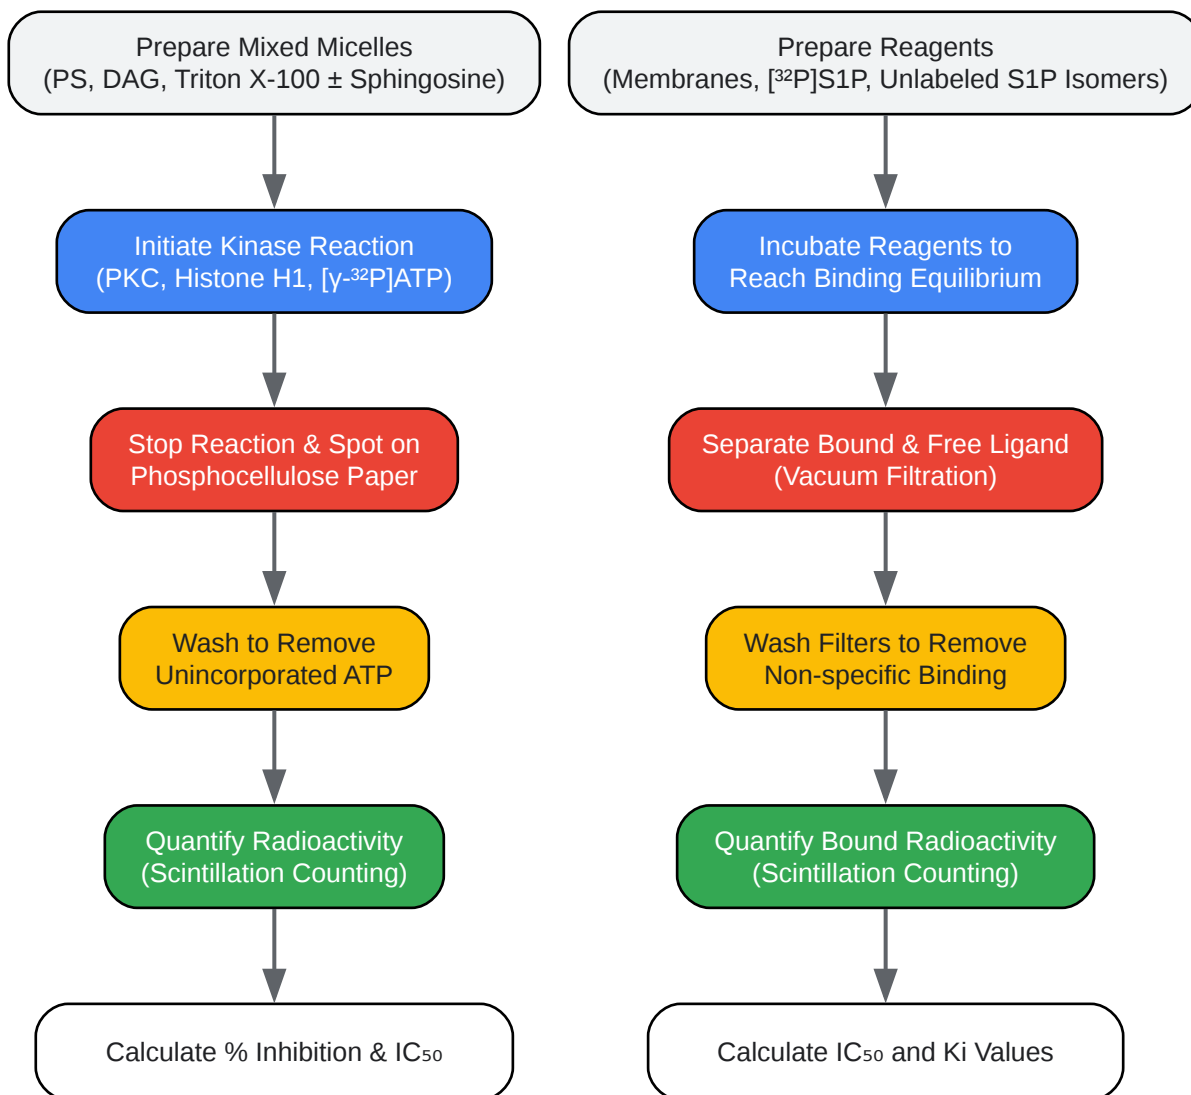 Prepare Mixed Micelles
(PS, DAG, Triton X-100 ± Sphingosine)
Initiate Kinase Reaction
(PKC, Histone H1, [γ-³²P]ATP)
Stop Reaction & Spot on
Phosphocellulose Paper
Wash to Remove
Unincorporated ATP
Quantify Radioactivity
(Scintillation Counting)
Calculate % Inhibition & IC₅₀
Prepare Reagents
(Membranes, [³²P]S1P, Unlabeled S1P Isomers)
Incubate Reagents to
Reach Binding Equilibrium
Separate Bound & Free Ligand
(Vacuum Filtration)
Wash Filters to Remove
Non-specific Binding
Quantify Bound Radioactivity
(Scintillation Counting)
Calculate IC₅₀ and Ki Values